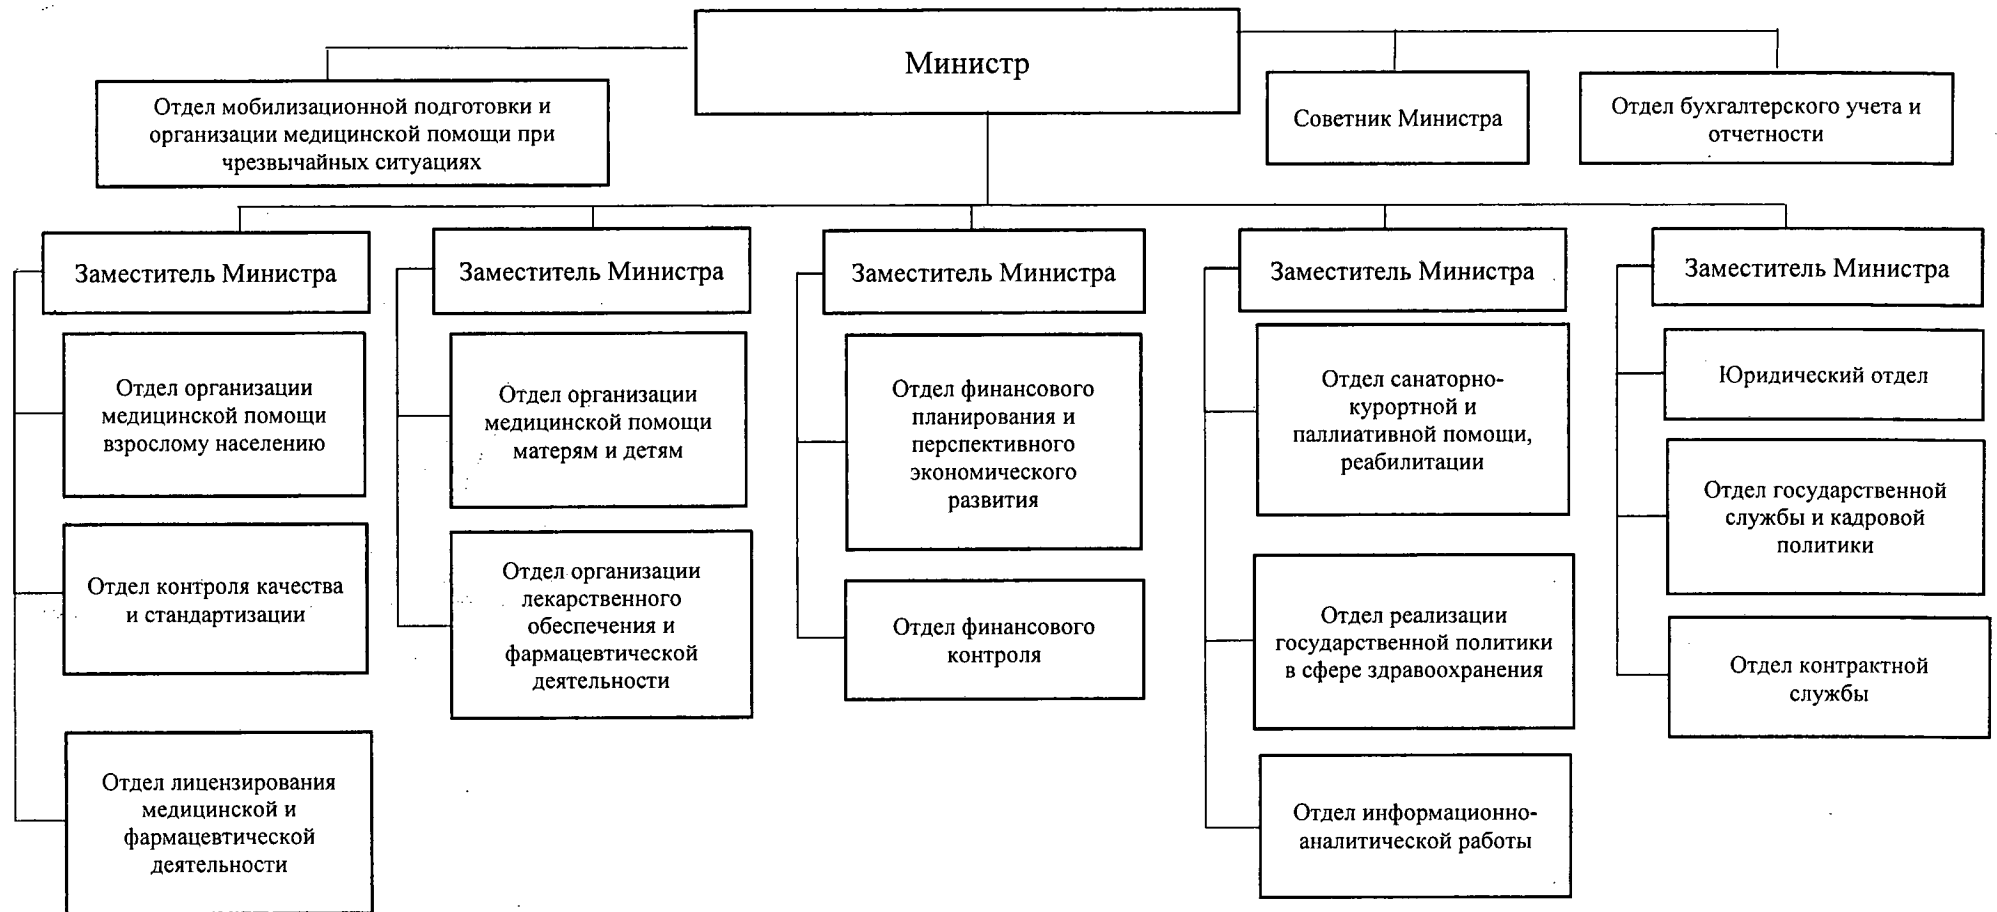 Министр
Отдел мобилизационной подготовки и
организации медицинской помощи при
чрезвычайных ситуациях
Советник Министра
Отдел бухгалтерского учета и
отчетности
Заместитель Министра
Отдел организации
медицинской помощи
взрослому населению
Отдел контроля качества
и стандартизации
Отдел лицензирования
медицинской и
фармацевтической
деятельности
Заместитель Министра
Отдел организации
медицинской помощи
матерям и детям
Отдел организации
лекарственного
обеспечения и
фармацевтической
деятельности
Заместитель Министра
Отдел финансового
планирования и
перспективного
экономического
развития
Отдел финансового
контроля
Заместитель Министра
Отдел санаторно-
курортной и
паллиативной помощи,
реабилитации
Отдел реализации
государственной политики
в сфере здравоохранения
Отдел информационно-
аналитической работы
Заместитель Министра
Юридический отдел
Отдел государственной
службы и кадровой
политики
Отдел контрактной
службы